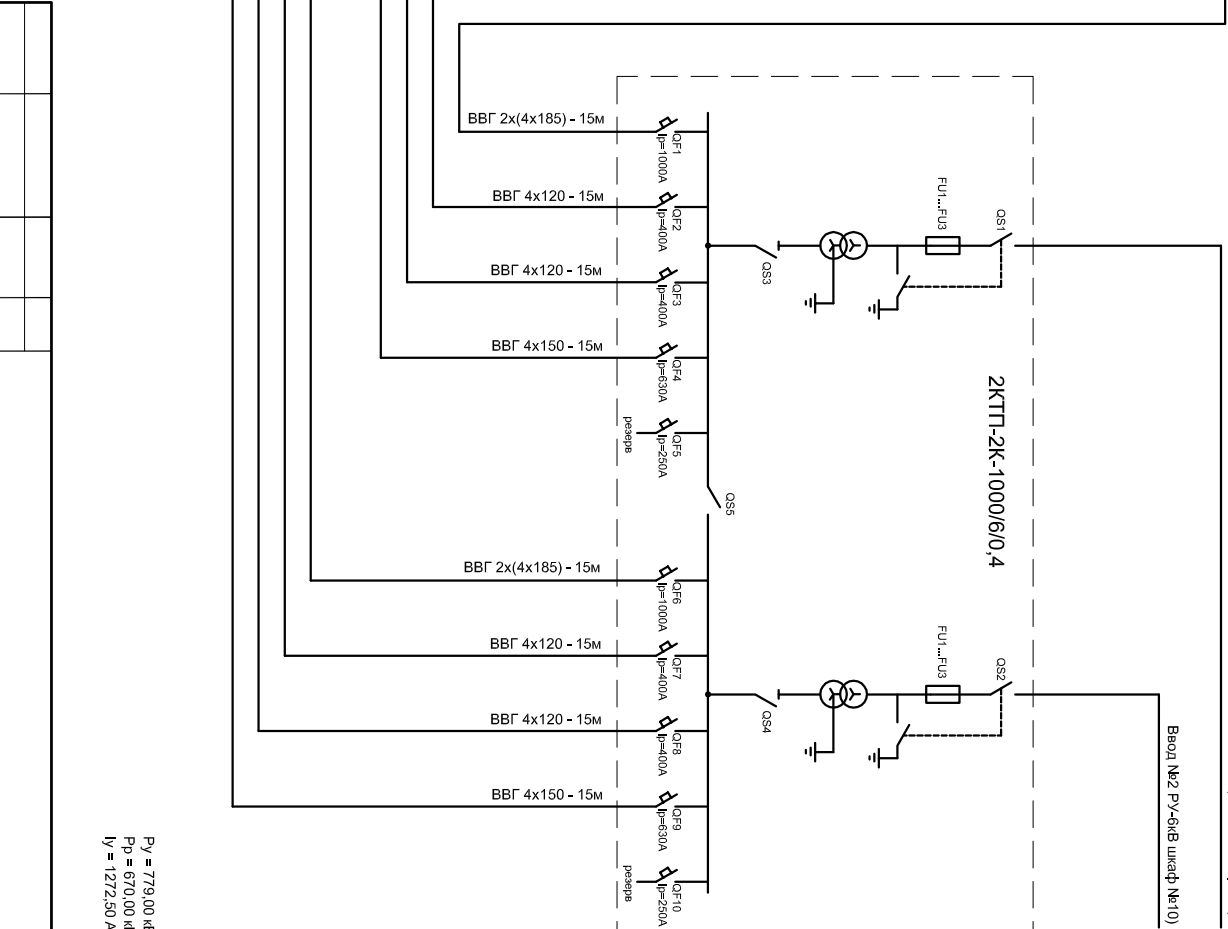 ВВГ 2х(4х185) - 15м
QF1
Iр=1000А
ВВГ 4х120 - 15м
QF2
Iр=400А
ВВГ 4х120 - 15м
QF3
Iр=400А
ВВГ 4х150 - 15м
QF4
Iр=630А
QF5
Iр=250А
резерв
QS3
FU1...FU3
QS1
2КТП-2К-1000/6/0,4
QS5
ВВГ 2х(4х185) - 15м
QF6
Iр=1000А
ВВГ 4х120 - 15м
QF7
Iр=400А
ВВГ 4х120 - 15м
QF8
Iр=400А
ВВГ 4х150 - 15м
QF9
Iр=630А
QF10
Iр=250А
резерв
QS4
FU1...FU3
QS2
Ввод №2 РУ-6кВ шкаф №10)
Ру = 779,00
Рр = 670,00
Iу = 1272,50 А